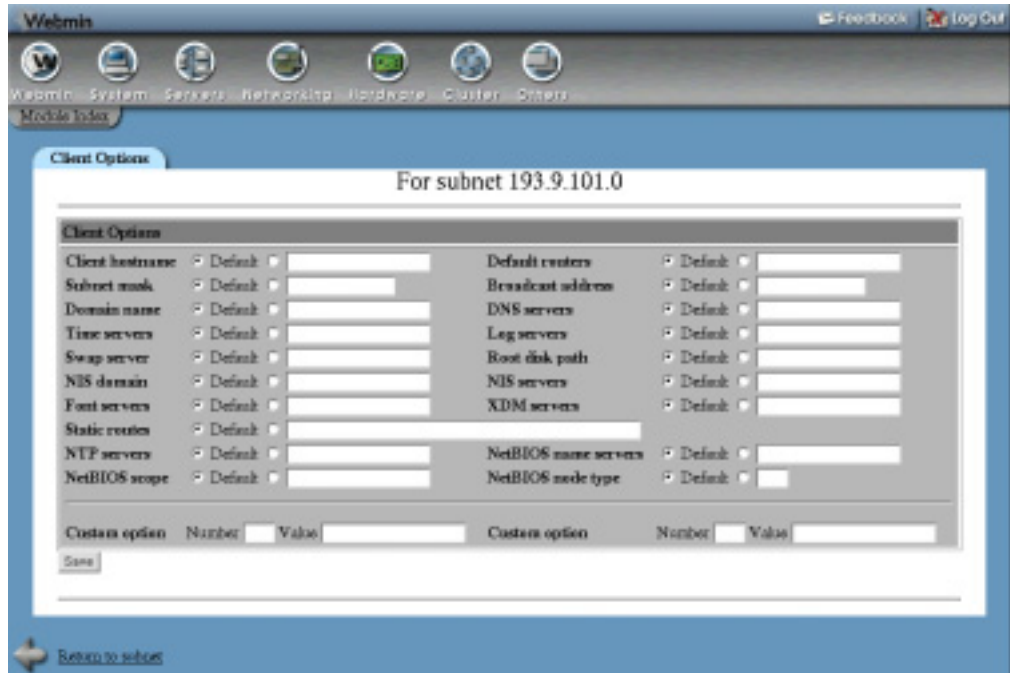 Webmin
Feedback Log Out
Webmin System Servers Networking Hardware Cluster Others
Module Index
Client Options
For subnet 193.9.101.0
Client Options
Client hostname Default Default routers Default
Subnet mask Default Broadcast address Default
Domain name Default DNS servers Default
Time servers Default Log servers Default
Swap server Default Root disk path Default
NIS domain Default NIS servers Default
Font servers Default XDM servers Default
Static routes Default
NTP servers Default NetBIOS name servers Default
NetBIOS scope Default NetBIOS node type Default
Custom option Number Value Custom option Number Value
Save
Return to subnet